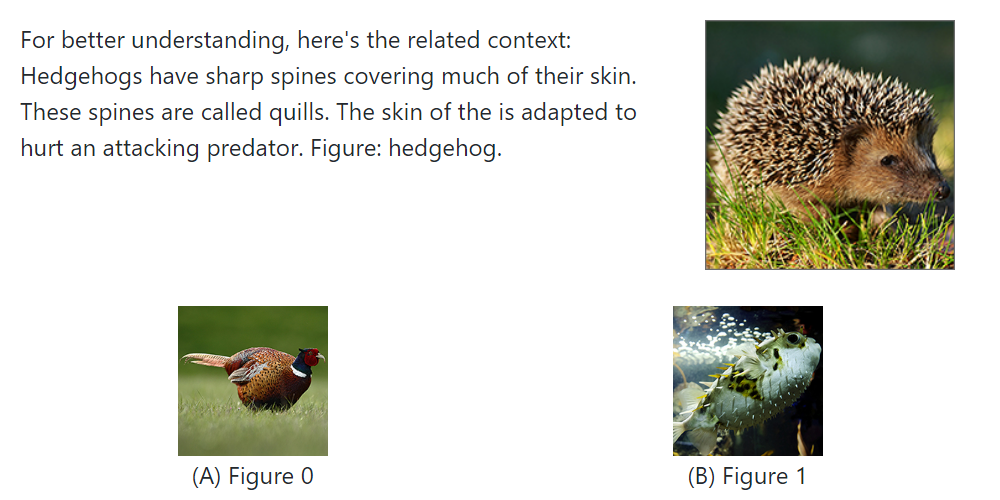 For better understanding, here's the related context:
Hedgehogs have sharp spines covering much of their skin.
These spines are called quills. The skin of the is adapted to
hurt an attacking predator. Figure: hedgehog.
(A) Figure 0
(B) Figure 1